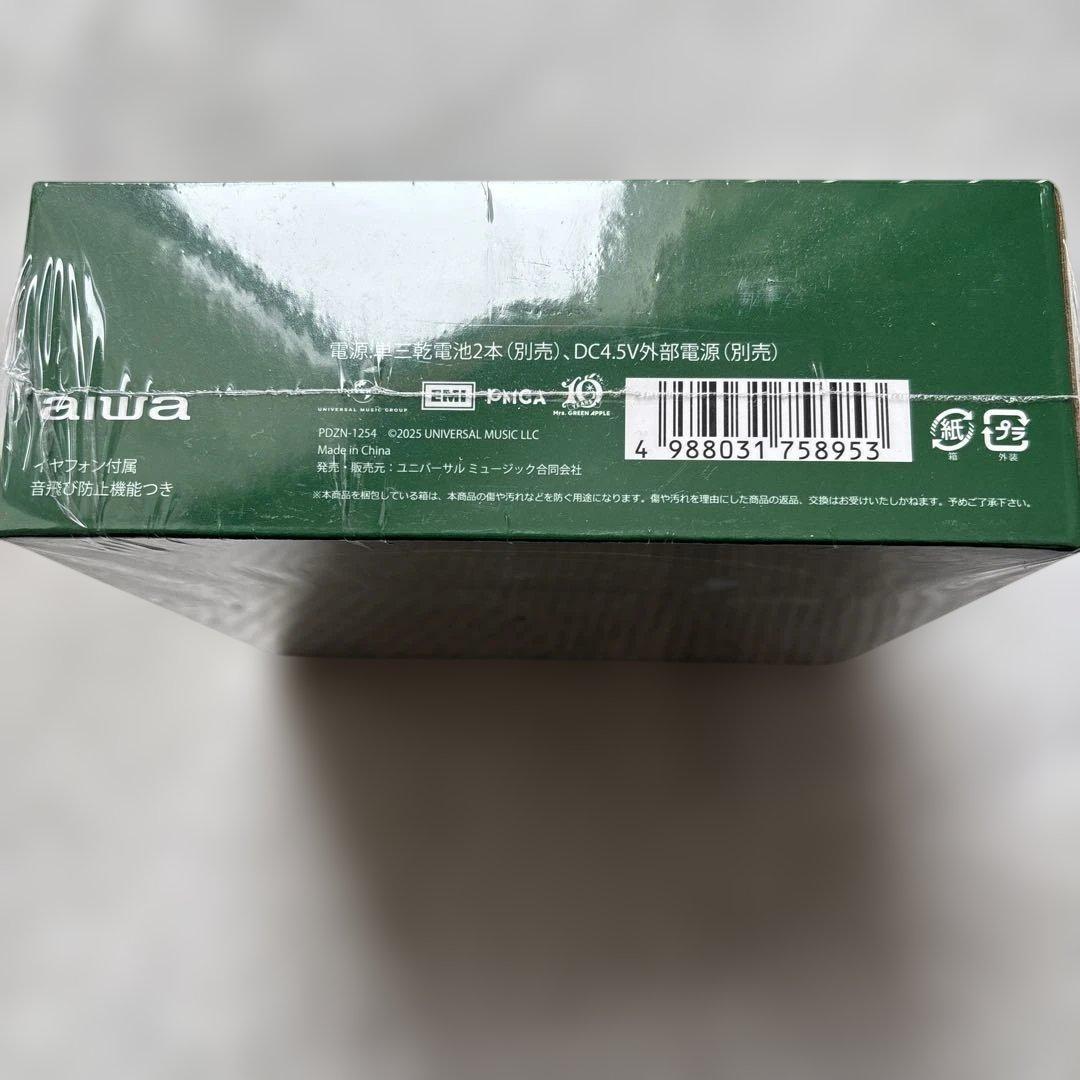 電源:単三乾電池2本（別売）、DC4.5V外部電源（別売）
aiwa
イヤフォン付属
音飛び防止機能つき
UNIVERSAL MUSIC GROUP
EMI
10
Mrs. GREEN APPLE
PDZN-1254 ©2025 UNIVERSAL MUSIC LLC
Made in China
発売・販売元：ユニバーサル ミュージック合同会社
4 988031 758953
紙
箱
プラ
外装
※本商品を梱包している箱は、本商品の傷や汚れなどを防ぐ用途になります。傷や汚れを理由にした商品の返品、交換はお受けいたしかねます。予めご了承下さい。